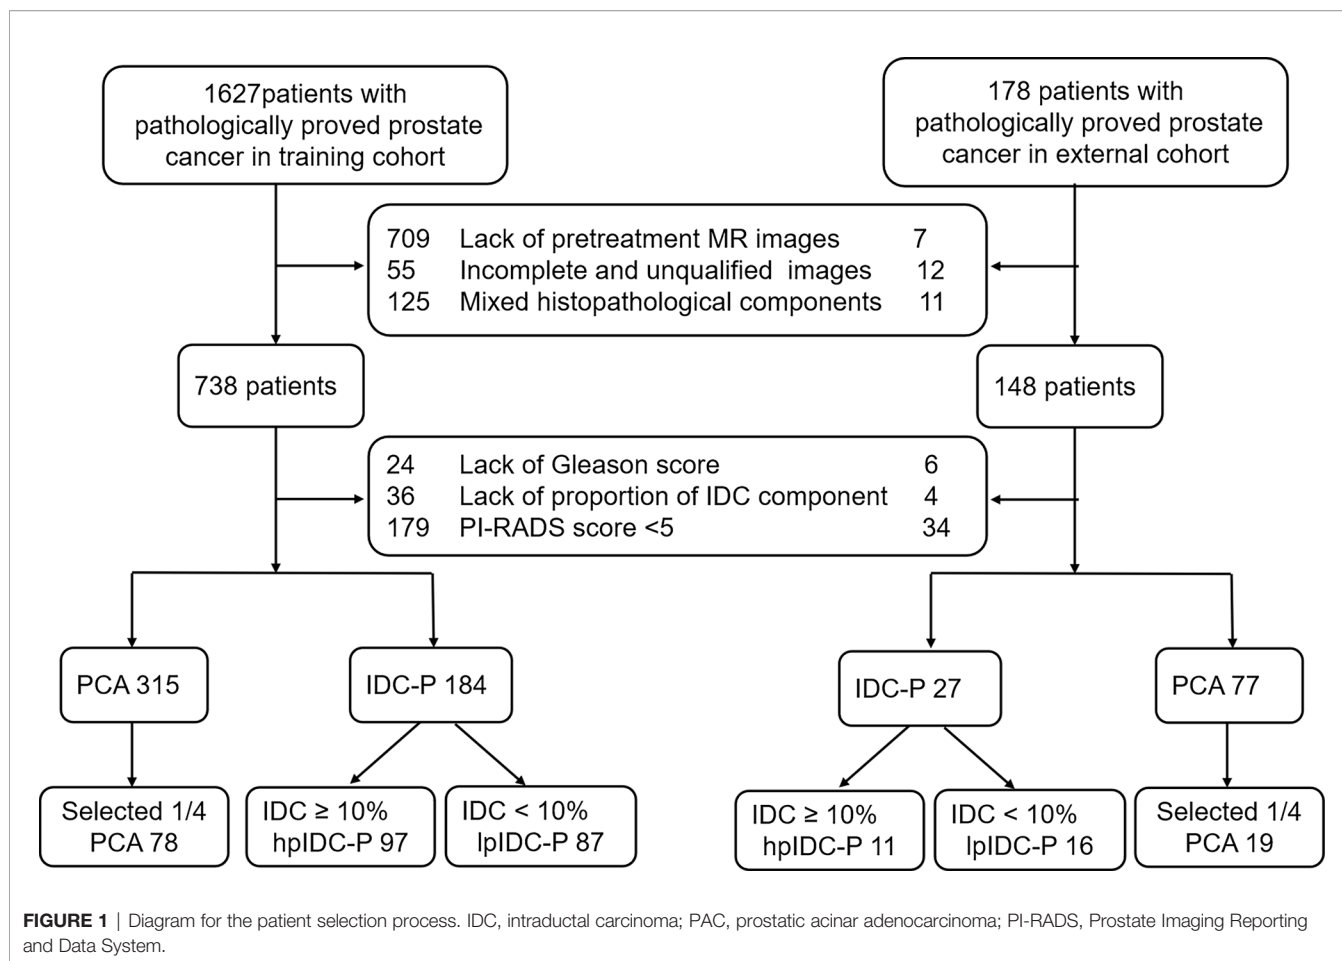 1627patients with
pathologically proved prostate
cancer in training cohort
178 patients with
pathologically proved prostate
cancer in external cohort
709 Lack of pretreatment MR images 7
55 Incomplete and unqualified images 12
125 Mixed histopathological components 11
738 patients
148 patients
24 Lack of Gleason score 6
36 Lack of proportion of IDC component 4
179 PI-RADS score <5 34
PCA 315
IDC-P 184
IDC-P 27
PCA 77
Selected 1/4
PCA 78
IDC ≥ 10%
hpIDC-P 97
IDC < 10%
lpIDC-P 87
IDC ≥ 10%
hpIDC-P 11
IDC < 10%
lpIDC-P 16
Selected 1/4
PCA 19
FIGURE 1 | Diagram for the patient selection process. IDC, intraductal carcinoma; PAC, prostatic acinar adenocarcinoma; PI-RADS, Prostate Imaging Reporting
and Data System.